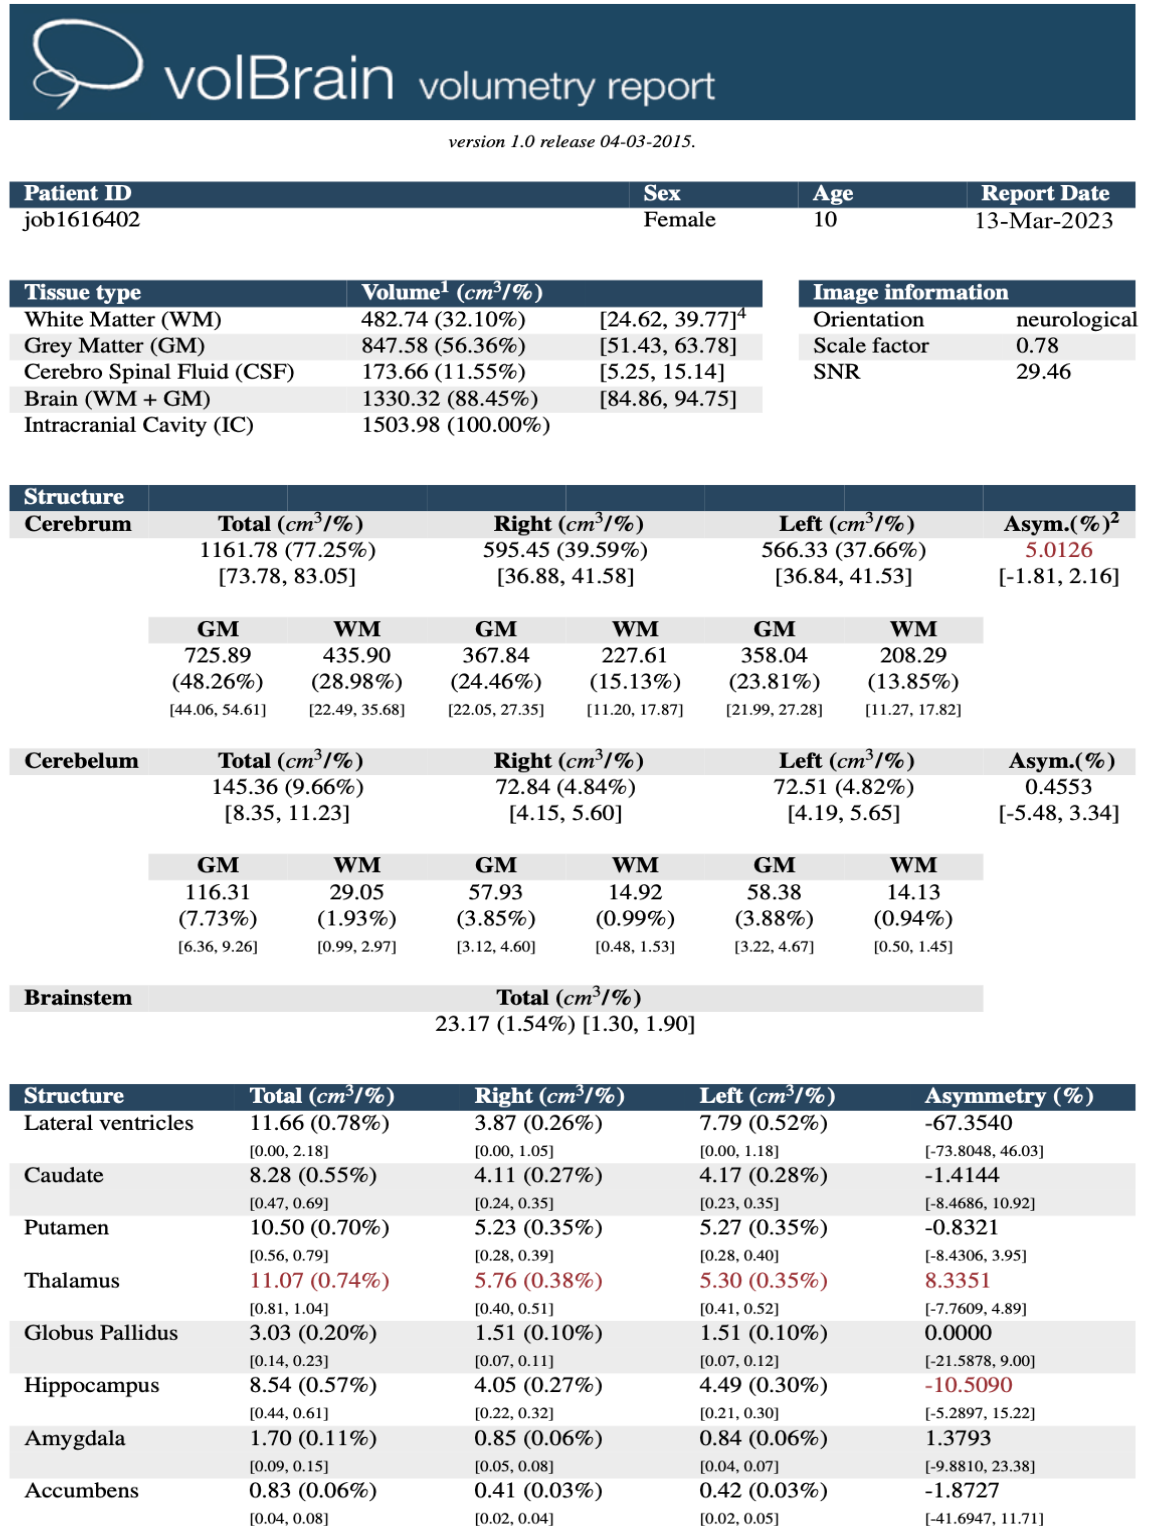 volBrain volumetry report
version 1.0 release 04-03-2015.
Patient ID Sex Age Report Date
job1616402 Female 10 13-Mar-2023
Tissue type Volume¹ (cm³/%)
White Matter (WM) 482.74 (32.10%) [24.62, 39.77]⁴
Grey Matter (GM) 847.58 (56.36%) [51.43, 63.78]
Cerebro Spinal Fluid (CSF) 173.66 (11.55%) [5.25, 15.14]
Brain (WM + GM) 1330.32 (88.45%) [84.86, 94.75]
Intracranial Cavity (IC) 1503.98 (100.00%)
Image information
Orientation neurological
Scale factor 0.78
SNR 29.46
Structure
Cerebrum Total (cm³/%) Right (cm³/%) Left (cm³/%) Asym.(%)²
1161.78 (77.25%) 595.45 (39.59%) 566.33 (37.66%) 5.0126
[73.78, 83.05] [36.88, 41.58] [36.84, 41.53] [-1.81, 2.16]
GM WM GM WM GM WM
725.89 435.90 367.84 227.61 358.04 208.29
(48.26%) (28.98%) (24.46%) (15.13%) (23.81%) (13.85%)
[44.06, 54.61] [22.49, 35.68] [22.05, 27.35] [11.20, 17.87] [21.99, 27.28] [11.27, 17.82]
Cerebelum Total (cm³/%) Right (cm³/%) Left (cm³/%) Asym.(%)
145.36 (9.66%) 72.84 (4.84%) 72.51 (4.82%) 0.4553
[8.35, 11.23] [4.15, 5.60] [4.19, 5.65] [-5.48, 3.34]
GM WM GM WM GM WM
116.31 29.05 57.93 14.92 58.38 14.13
(7.73%) (1.93%) (3.85%) (0.99%) (3.88%) (0.94%)
[6.36, 9.26] [0.99, 2.97] [3.12, 4.60] [0.48, 1.53] [3.22, 4.67] [0.50, 1.45]
Brainstem Total (cm³/%)
23.17 (1.54%) [1.30, 1.90]
Structure Total (cm³/%) Right (cm³/%) Left (cm³/%) Asymmetry (%)
Lateral ventricles 11.66 (0.78%) 3.87 (0.26%) 7.79 (0.52%) -67.3540
[0.00, 2.18] [0.00, 1.05] [0.00, 1.18] [-73.8048, 46.03]
Caudate 8.28 (0.55%) 4.11 (0.27%) 4.17 (0.28%) -1.4144
[0.47, 0.69] [0.24, 0.35] [0.23, 0.35] [-8.4686, 10.92]
Putamen 10.50 (0.70%) 5.23 (0.35%) 5.27 (0.35%) -0.8321
[0.56, 0.79] [0.28, 0.39] [0.28, 0.40] [-8.4306, 3.95]
Thalamus 11.07 (0.74%) 5.76 (0.38%) 5.30 (0.35%) 8.3351
[0.81, 1.04] [0.40, 0.51] [0.41, 0.52] [-7.7609, 4.89]
Globus Pallidus 3.03 (0.20%) 1.51 (0.10%) 1.51 (0.10%) 0.0000
[0.14, 0.23] [0.07, 0.11] [0.07, 0.12] [-21.5878, 9.00]
Hippocampus 8.54 (0.57%) 4.05 (0.27%) 4.49 (0.30%) -10.5090
[0.44, 0.61] [0.22, 0.32] [0.21, 0.30] [-5.2897, 15.22]
Amygdala 1.70 (0.11%) 0.85 (0.06%) 0.84 (0.06%) 1.3793
[0.09, 0.15] [0.05, 0.08] [0.04, 0.07] [-9.8810, 23.38]
Accumbens 0.83 (0.06%) 0.41 (0.03%) 0.42 (0.03%) -1.8727
[0.04, 0.08] [0.02, 0.04] [0.02, 0.05] [-41.6947, 11.71]